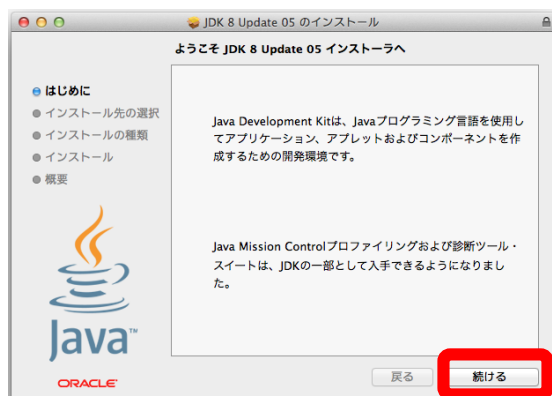 JDK 8 Update 05 のインストール
ようこそ JDK 8 Update 05 インストーラへ
はじめに
インストール先の選択
インストールの種類
インストール
概要
Java Development Kitは、Javaプログラミング言語を使用し
てアプリケーション、アプレットおよびコンポーネントを作
成するための開発環境です。
Java Mission Controlプロファイリングおよび診断ツール・
スイートは、JDKの一部として入手できるようになりまし
た。
Java™
ORACLE®
戻る
続ける